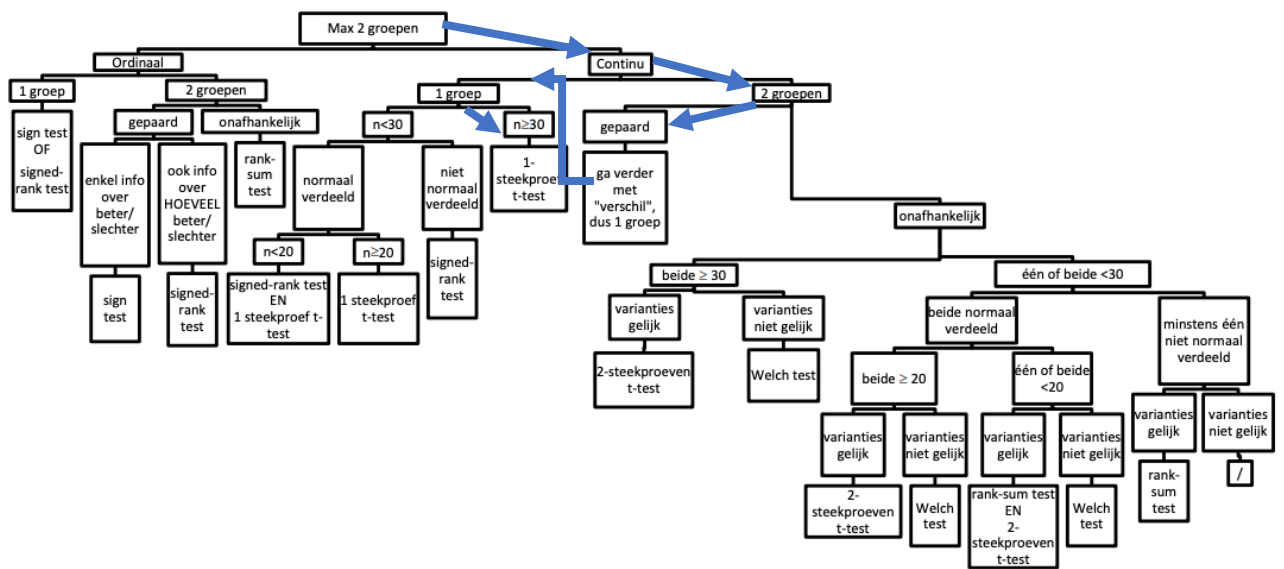 Max 2 groepen
Ordinaal
Continu
1 groep
2 groepen
1 groep
2 groepen
sign test
OF
signed-
rank test
gepaard
onafhankelijk
n<30
n≥30
gepaard
enkel info
over
beter/
slechter
ook info
over
HOEVEEL
beter/
slechter
rank-
sum
test
normaal
verdeeld
niet
normaal
verdeeld
1-
steekproef
t-test
ga verder
met
"verschil",
dus 1 groep
onafhankelijk
sign
test
signed-
rank
test
n<20
n≥20
signed-
rank
test
signed-rank test
EN
1 steekproef t-
test
1 steekproef
t-test
beide ≥ 30
één of beide <30
varianties
gelijk
varianties
niet gelijk
beide normaal
verdeeld
minstens één
niet normaal
verdeeld
2-steekproeven
t-test
Welch test
beide ≥ 20
één of beide
<20
varianties
gelijk
varianties
niet gelijk
varianties
gelijk
varianties
niet gelijk
varianties
gelijk
varianties
niet gelijk
2-
steekproeven
t-test
Welch
test
rank-sum test
EN
2-
steekproeven
t-test
Welch
test
rank-
sum
test
/